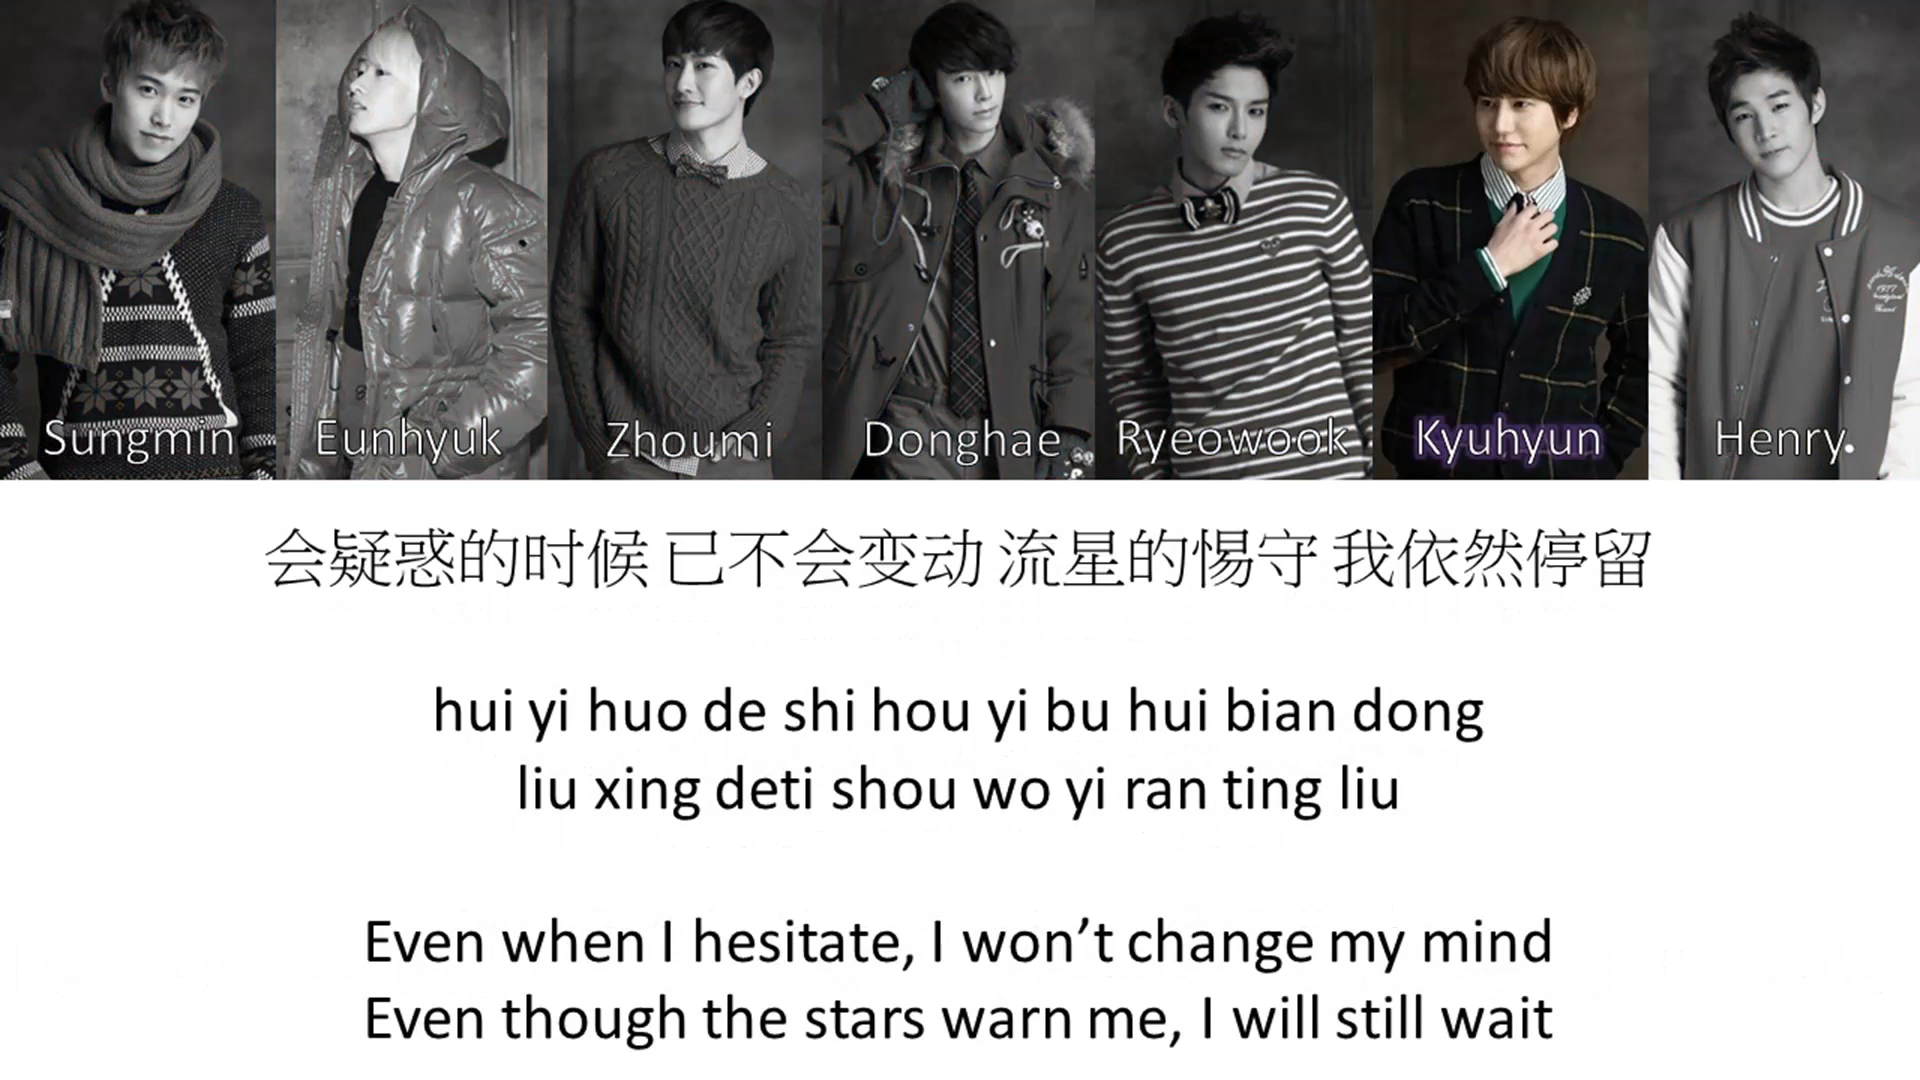 Sungmin Eunhyuk Zhoumi Donghae Ryeowook Kyuhyun Henry
会疑惑的时候 已不会变动 流星的惕守 我依然停留
hui yi huo de shi hou yi bu hui bian dong
liu xing deti shou wo yi ran ting liu
Even when I hesitate, I won’t change my mind
Even though the stars warn me, I will still wait